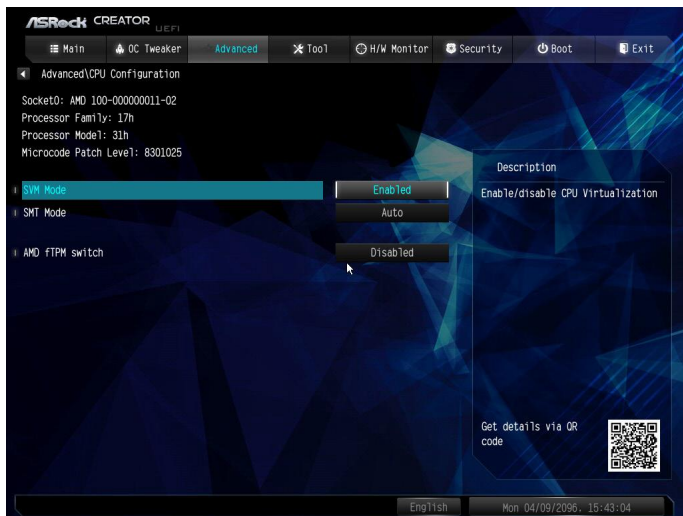 ASRock CREATOR UEFI
Main OC Tweaker Advanced Tool H/W Monitor Security Boot Exit
Advanced\CPU Configuration
Socket0: AMD 100-000000011-02
Processor Family: 17h
Processor Model: 31h
Microcode Patch Level: 8301025
Description
SVM Mode Enabled
Enable/disable CPU Virtualization
SMT Mode Auto
AMD fTPM switch Disabled
Get details via QR
code
English Mon 04/09/2096. 15:43:04